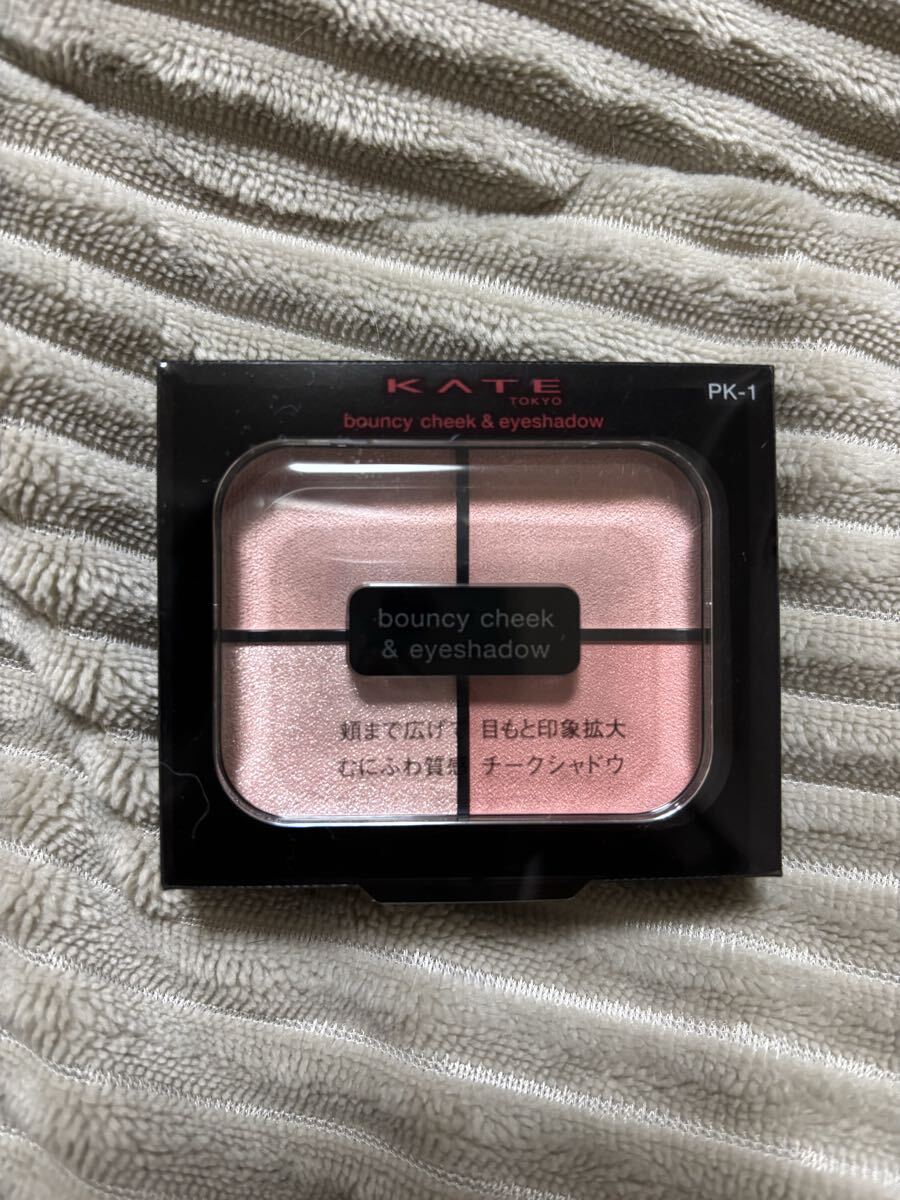 KATE
TOKYO
PK-1
bouncy cheek & eyeshadow
bouncy cheek
& eyeshadow
頬まで広げて 目もと印象拡大
むにふわ質感 チークシャドウ